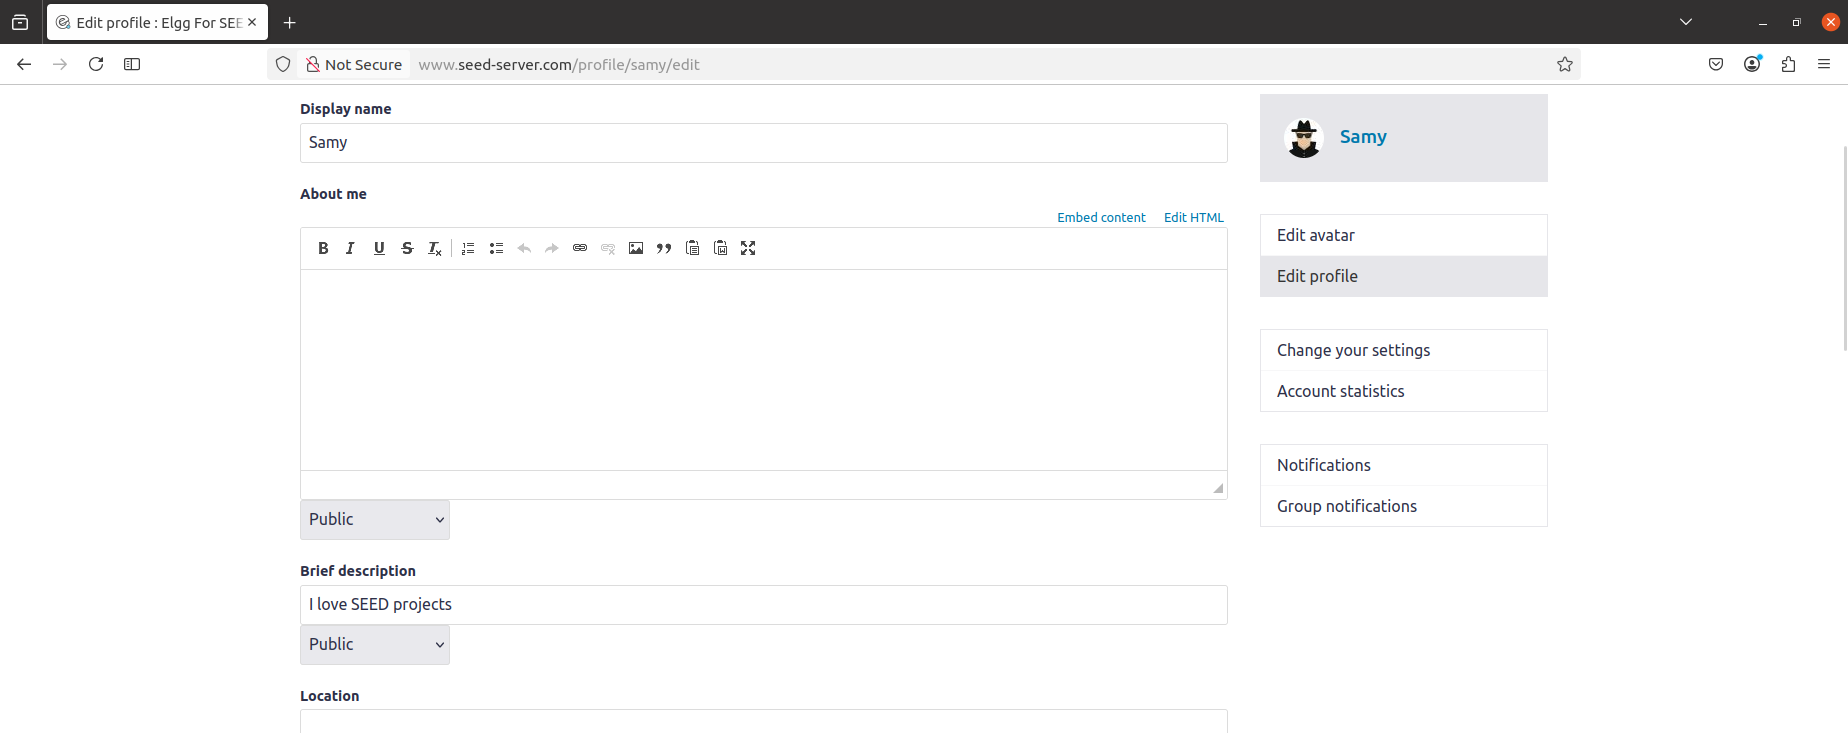 Edit profile : Elgg For SEE
Not Secure www.seed-server.com/profile/samy/edit
Display name
Samy
About me
Embed content Edit HTML
Public
Brief description
I love SEED projects
Public
Location
Samy
Edit avatar
Edit profile
Change your settings
Account statistics
Notifications
Group notifications